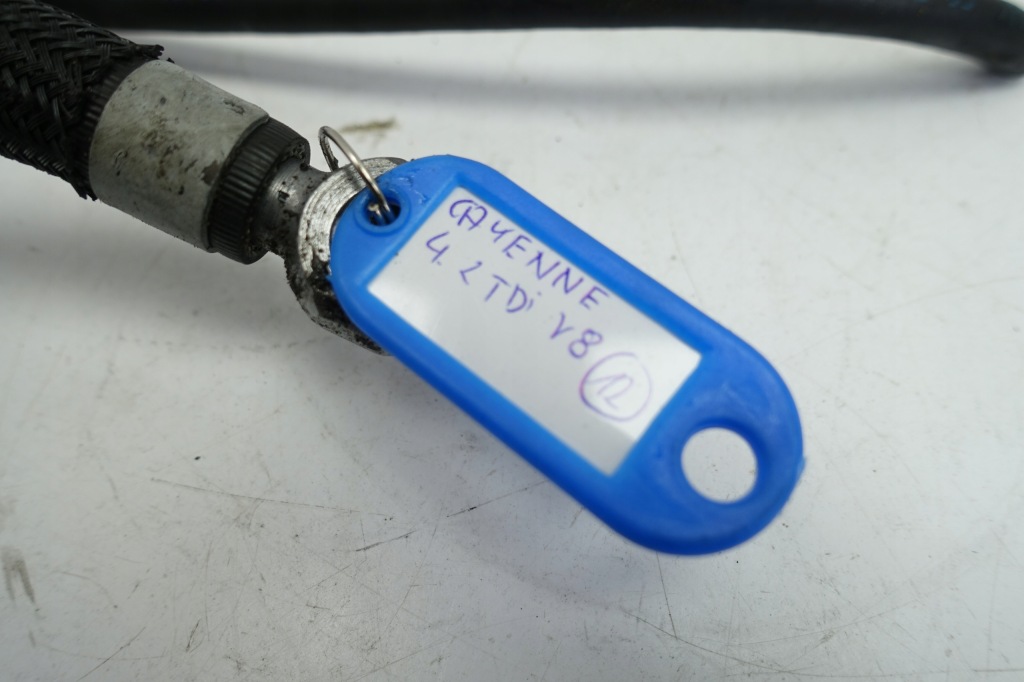 CAYENNE
4.2 TDi V8 12